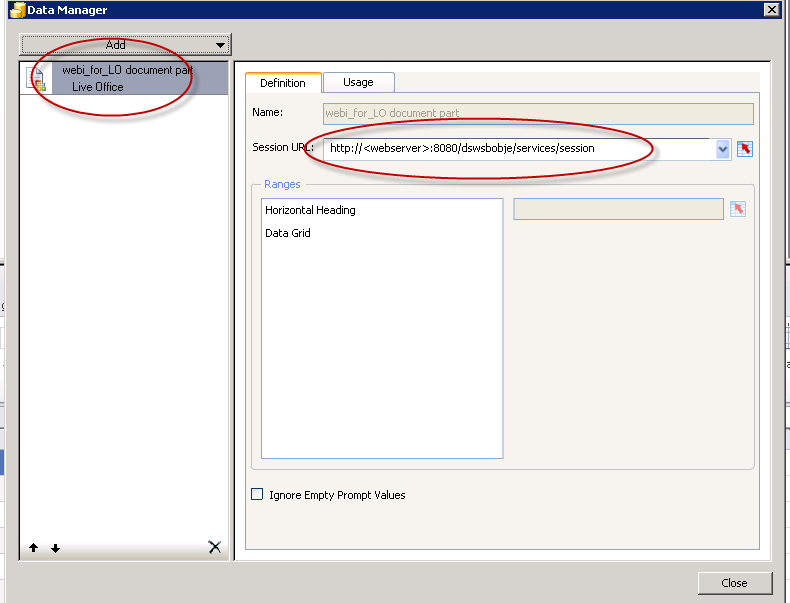 Data Manager
Add
webi_for_LO document part
Live Office
Definition
Usage
Name:
webi_for_LO document part
Session URL:
http://<webserver>:8080/dswsbobje/services/session
Ranges
Horizontal Heading
Data Grid
Ignore Empty Prompt Values
Close